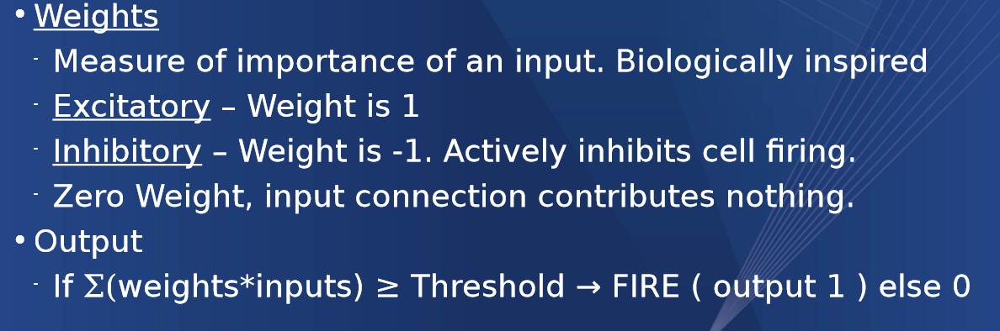 • Weights
- Measure of importance of an input. Biologically inspired
- Excitatory – Weight is 1
- Inhibitory – Weight is -1. Actively inhibits cell firing.
- Zero Weight, input connection contributes nothing.
• Output
- If Σ(weights*inputs) ≥ Threshold → FIRE ( output 1 ) else 0